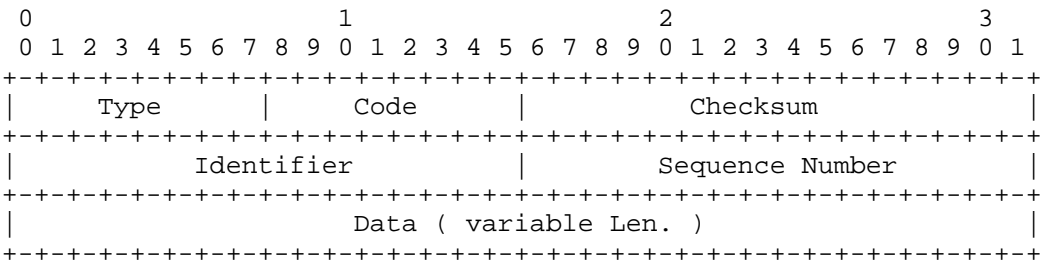 0                   1                   2                   3
 0 1 2 3 4 5 6 7 8 9 0 1 2 3 4 5 6 7 8 9 0 1 2 3 4 5 6 7 8 9 0 1
+-+-+-+-+-+-+-+-+-+-+-+-+-+-+-+-+-+-+-+-+-+-+-+-+-+-+-+-+-+-+-+-+
|     Type      |     Code      |          Checksum             |
+-+-+-+-+-+-+-+-+-+-+-+-+-+-+-+-+-+-+-+-+-+-+-+-+-+-+-+-+-+-+-+-+
|           Identifier          |        Sequence Number        |
+-+-+-+-+-+-+-+-+-+-+-+-+-+-+-+-+-+-+-+-+-+-+-+-+-+-+-+-+-+-+-+-+
|                     Data ( variable Len. )                    |
+-+-+-+-+-+-+-+-+-+-+-+-+-+-+-+-+-+-+-+-+-+-+-+-+-+-+-+-+-+-+-+-+